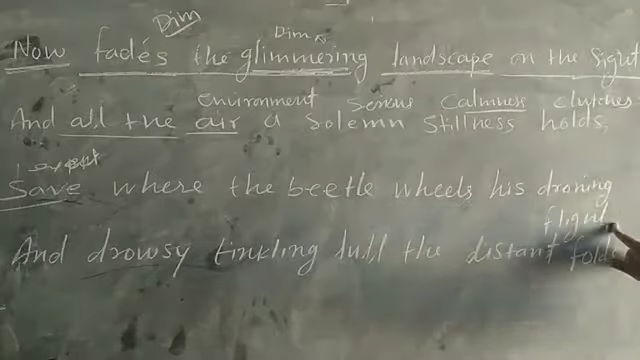 Dim
Dim
Now fades the glimmering landscape on the sight
environment Serious Calmness clutches
And all the air a Solemn Stillness holds,
except
Save where the beetle wheels his droning
flight
And drowsy tinkling lull the distant folds